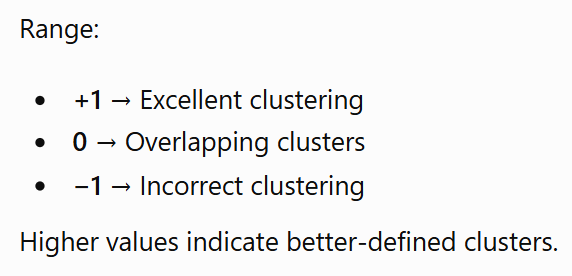 Range:
• +1 → Excellent clustering
• 0 → Overlapping clusters
• −1 → Incorrect clustering
Higher values indicate better-defined clusters.